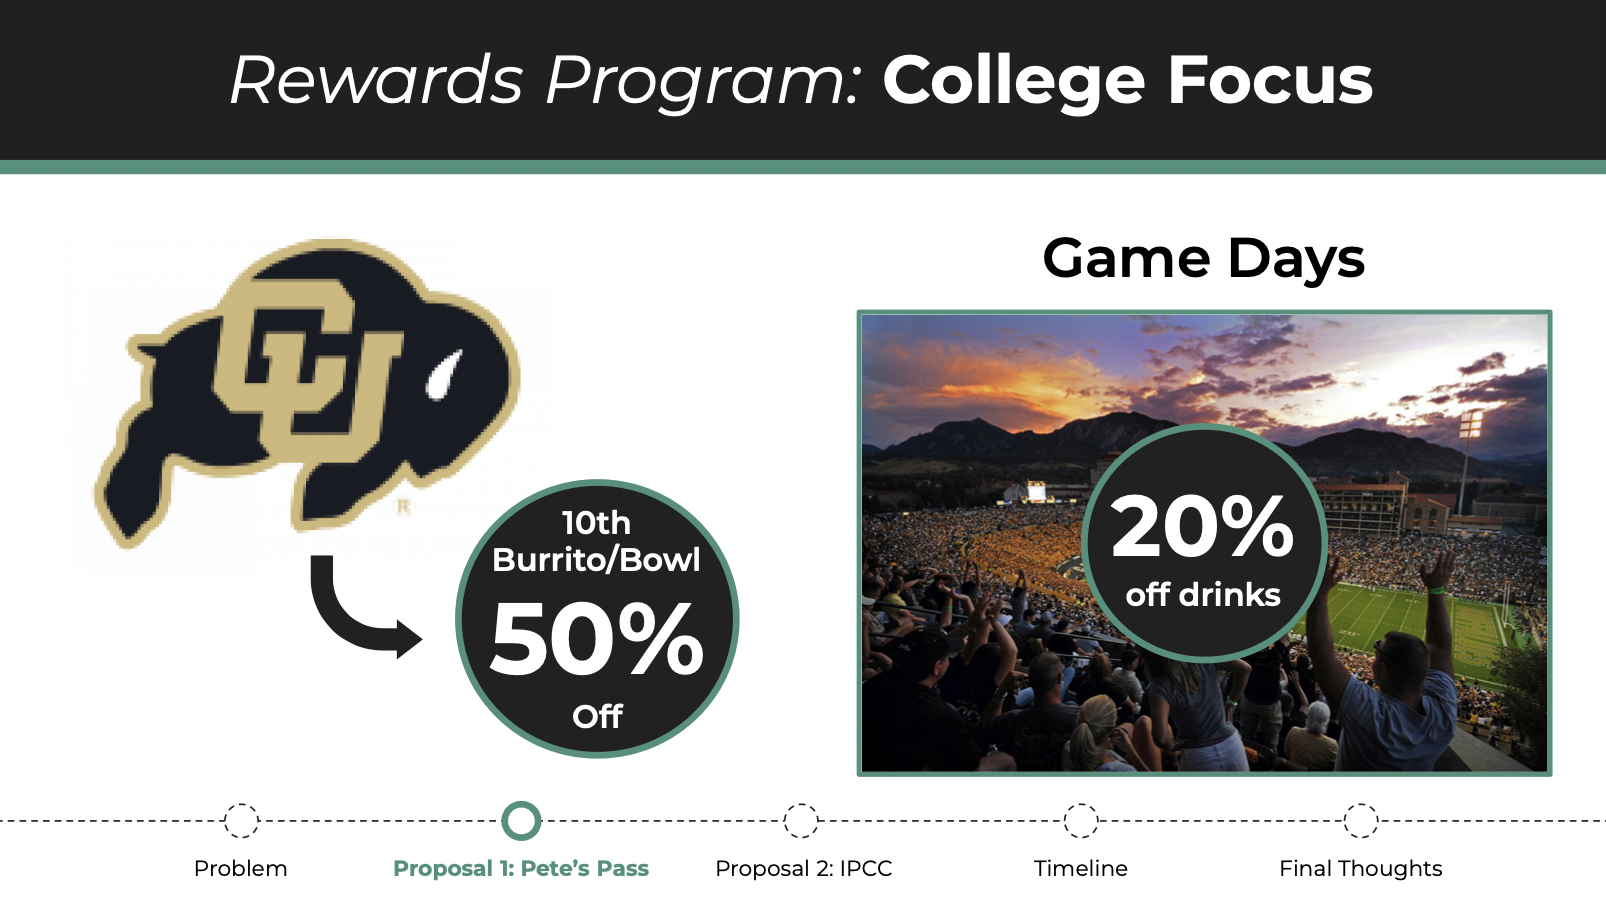 Rewards Program: College Focus
CU
®
10th
Burrito/Bowl
50%
Off
Game Days
20%
off drinks
Problem
Proposal 1: Pete’s Pass
Proposal 2: IPCC
Timeline
Final Thoughts